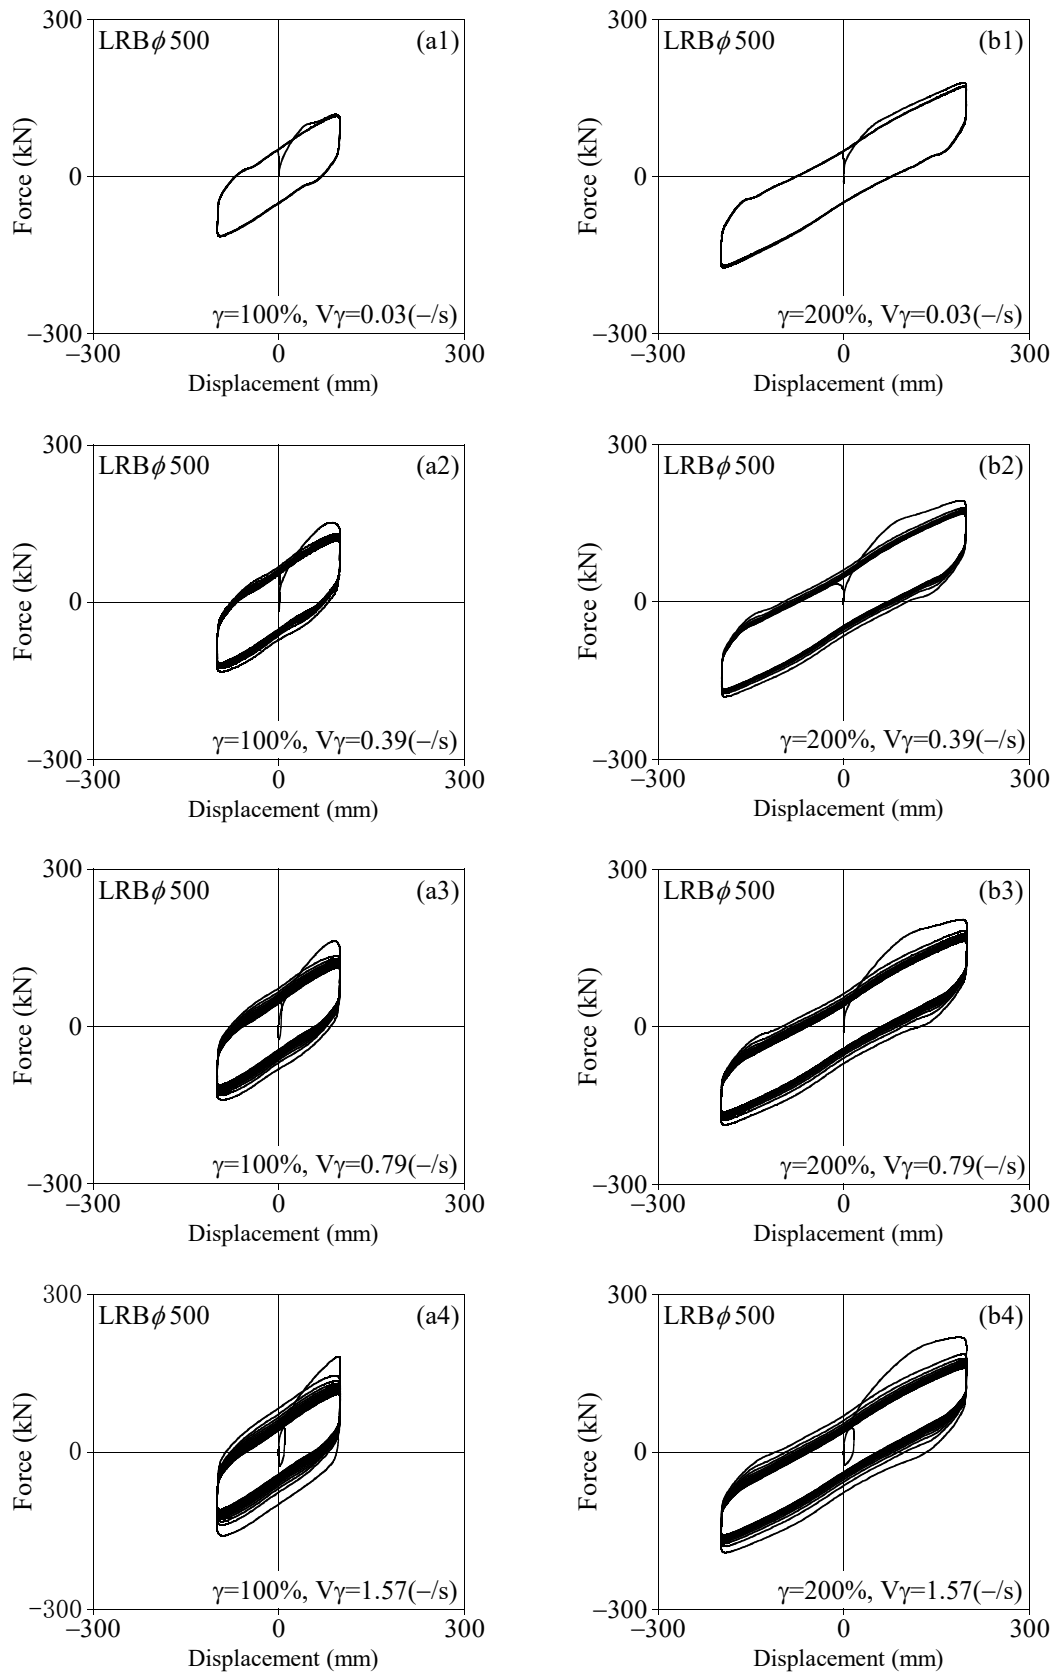 300
LRBϕ500
(a1)
Force (kN)
0
γ=100%, Vγ=0.03(−/s)
−300
−300
0
300
Displacement (mm)
300
LRBϕ500
(b1)
Force (kN)
0
γ=200%, Vγ=0.03(−/s)
−300
−300
0
300
Displacement (mm)
300
LRBϕ500
(a2)
Force (kN)
0
γ=100%, Vγ=0.39(−/s)
−300
−300
0
300
Displacement (mm)
300
LRBϕ500
(b2)
Force (kN)
0
γ=200%, Vγ=0.39(−/s)
−300
−300
0
300
Displacement (mm)
300
LRBϕ500
(a3)
Force (kN)
0
γ=100%, Vγ=0.79(−/s)
−300
−300
0
300
Displacement (mm)
300
LRBϕ500
(b3)
Force (kN)
0
γ=200%, Vγ=0.79(−/s)
−300
−300
0
300
Displacement (mm)
300
LRBϕ500
(a4)
Force (kN)
0
γ=100%, Vγ=1.57(−/s)
−300
−300
0
300
Displacement (mm)
300
LRBϕ500
(b4)
Force (kN)
0
γ=200%, Vγ=1.57(−/s)
−300
−300
0
300
Displacement (mm)